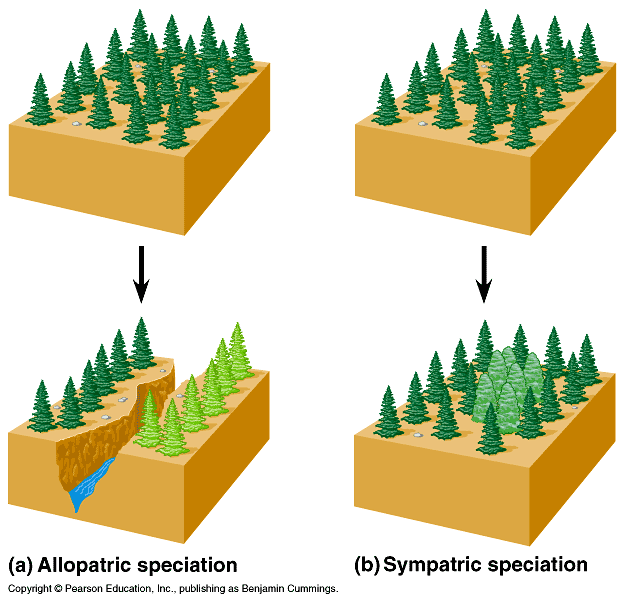 (a) Allopatric speciation
(b) Sympatric speciation
Copyright © Pearson Education, Inc., publishing as Benjamin Cummings.